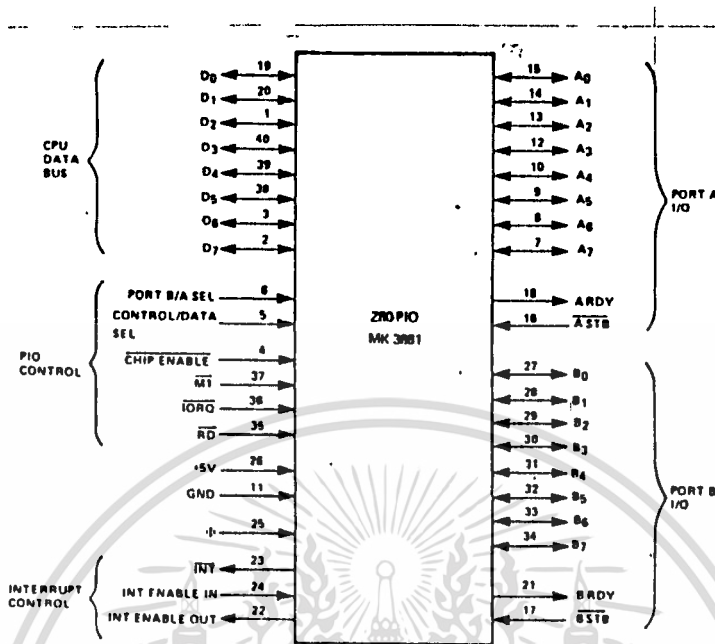 D0 19
D1 20
D2 1
D3 40
D4 39
D5 38
D6 3
D7 2
CPU
DATA
BUS
PORT B/A SEL 6
CONTROL/DATA
SEL 5
CHIP ENABLE 4
M1 37
IORQ 36
RD 35
PIO
CONTROL
+5V 26
GND 11
Φ 25
INT 23
INT ENABLE IN 24
INT ENABLE OUT 22
INTERRUPT
CONTROL
Z80 PIO
MK 3881
15 A0
14 A1
13 A2
12 A3
10 A4
9 A5
8 A6
7 A7
18 ARDY
16 ASTB
PORT A
I/O
27 B0
28 B1
29 B2
30 B3
31 B4
32 B5
33 B6
34 B7
21 BRDY
17 BSTB
PORT B
I/O